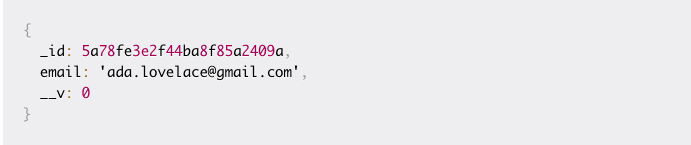 {
_id: 5a78fe3e2f44ba8f85a2409a,
email: 'ada.lovelace@gmail.com',
__v: 0
}